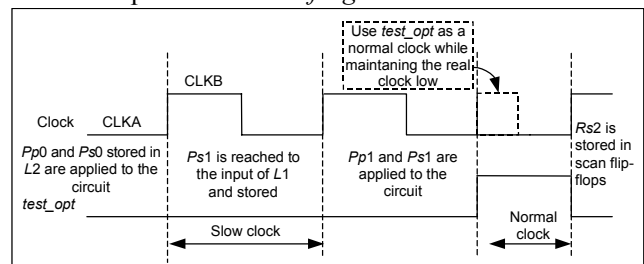 Use test_opt as a
normal clock while
maintaning the real
clock low
CLKB
Clock
CLKA
Pp0 and Ps0 stored in
L2 are applied to the
circuit
Ps1 is reached to
the input of L1
and stored
Pp1 and Ps1 are
applied to the
circuit
Rs2 is
stored in
scan flip-
flops
test_opt
Slow clock
Normal
clock